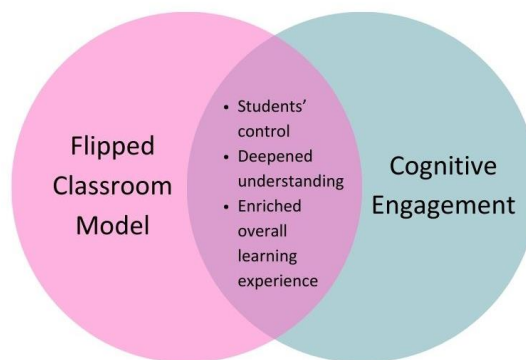 Flipped
Classroom
Model
• Students’
control
• Deepened
understanding
• Enriched
overall
learning
experience
Cognitive
Engagement